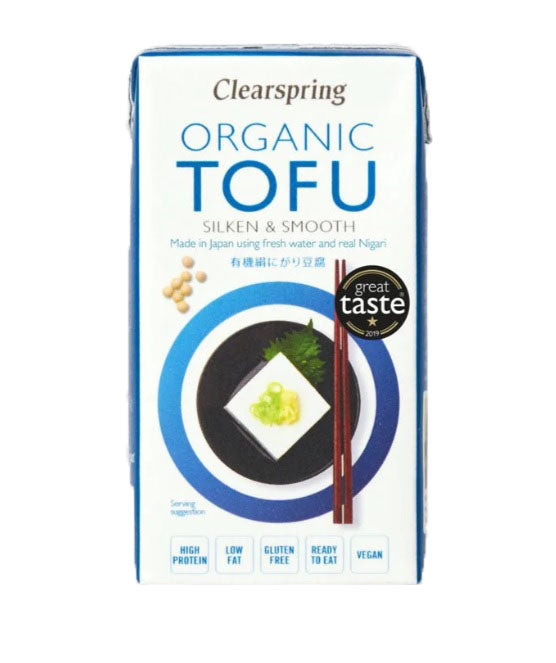 Clearspring
ORGANIC
TOFU
SILKEN & SMOOTH
Made in Japan using fresh water and real Nigari
有機絹にがり豆腐
great
taste
2019
Serving
suggestion
HIGH
PROTEIN
LOW
FAT
GLUTEN
FREE
READY
TO EAT
VEGAN